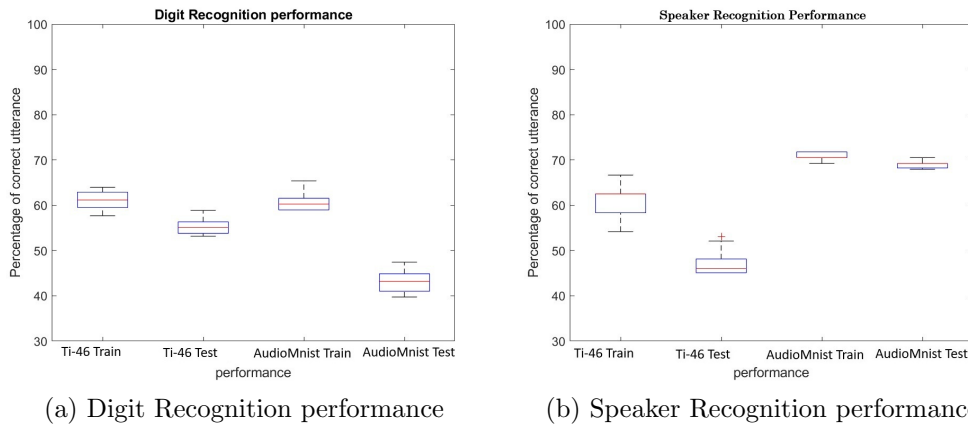 Digit Recognition performance
100
90
80
70
60
50
40
30
Percentage of correct utterance
Ti-46 Train Ti-46 Test AudioMnist Train AudioMnist Test
performance
(a) Digit Recognition performance
Speaker Recognition Performance
100
90
80
70
60
50
40
30
Percentage of correct utterance
Ti-46 Train Ti-46 Test AudioMnist Train AudioMnist Test
performance
(b) Speaker Recognition performanc